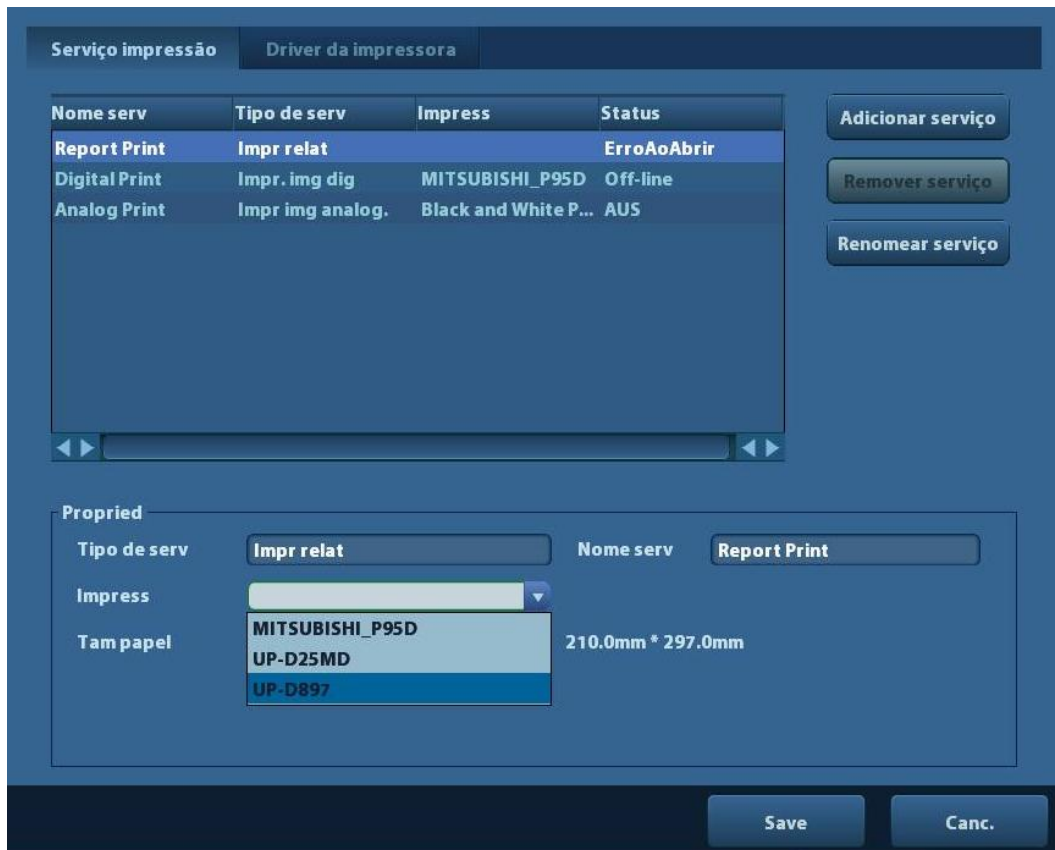 Serviço impressão Driver da impressora
Nome serv Tipo de serv Impress Status
Report Print Impr relat ErroAoAbrir
Digital Print Impr. img dig MITSUBISHI_P95D Off-line
Analog Print Impr img analog. Black and White P... AUS
Adicionar serviço
Remover serviço
Renomear serviço
Propried
Tipo de serv Impr relat Nome serv Report Print
Impress
MITSUBISHI_P95D
Tam papel 210.0mm * 297.0mm
UP-D25MD
UP-D897
Save Canc.